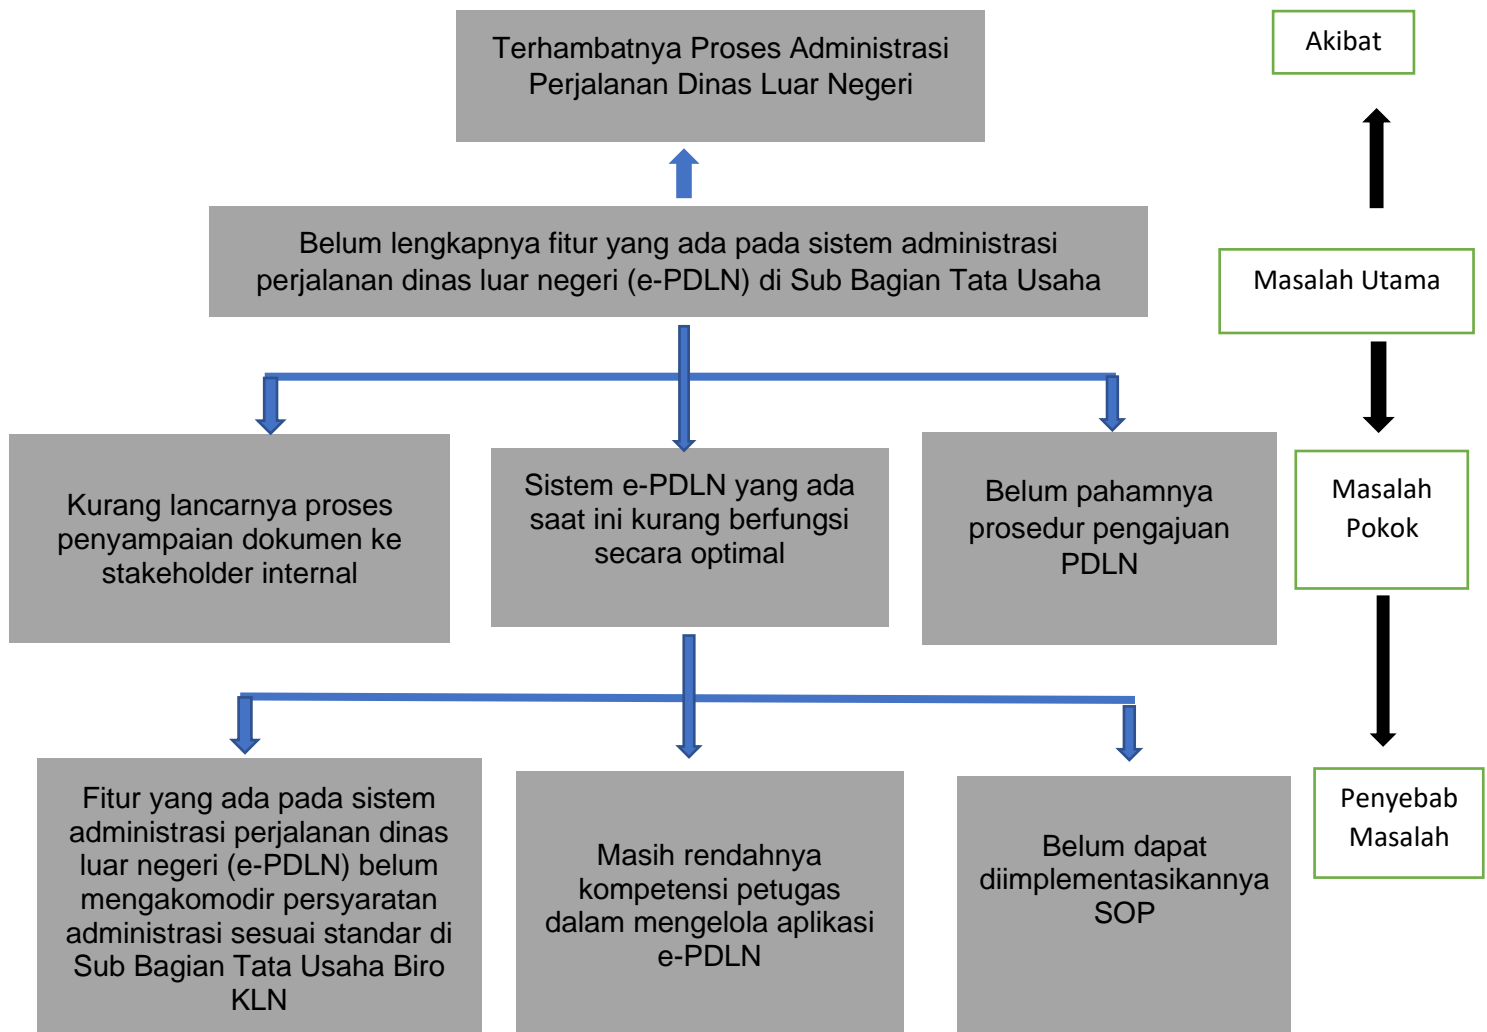 Terhambatnya Proses Administrasi
Perjalanan Dinas Luar Negeri
Akibat
Belum lengkapnya fitur yang ada pada sistem administrasi
perjalanan dinas luar negeri (e-PDLN) di Sub Bagian Tata Usaha
Masalah Utama
Kurang lancarnya proses
penyampaian dokumen ke
stakeholder internal
Sistem e-PDLN yang ada
saat ini kurang berfungsi
secara optimal
Belum pahamnya
prosedur pengajuan
PDLN
Masalah
Pokok
Fitur yang ada pada sistem
administrasi perjalanan dinas
luar negeri (e-PDLN) belum
mengakomodir persyaratan
administrasi sesuai standar di
Sub Bagian Tata Usaha Biro
KLN
Masih rendahnya
kompetensi petugas
dalam mengelola aplikasi
e-PDLN
Belum dapat
diimplementasikannya
SOP
Penyebab
Masalah